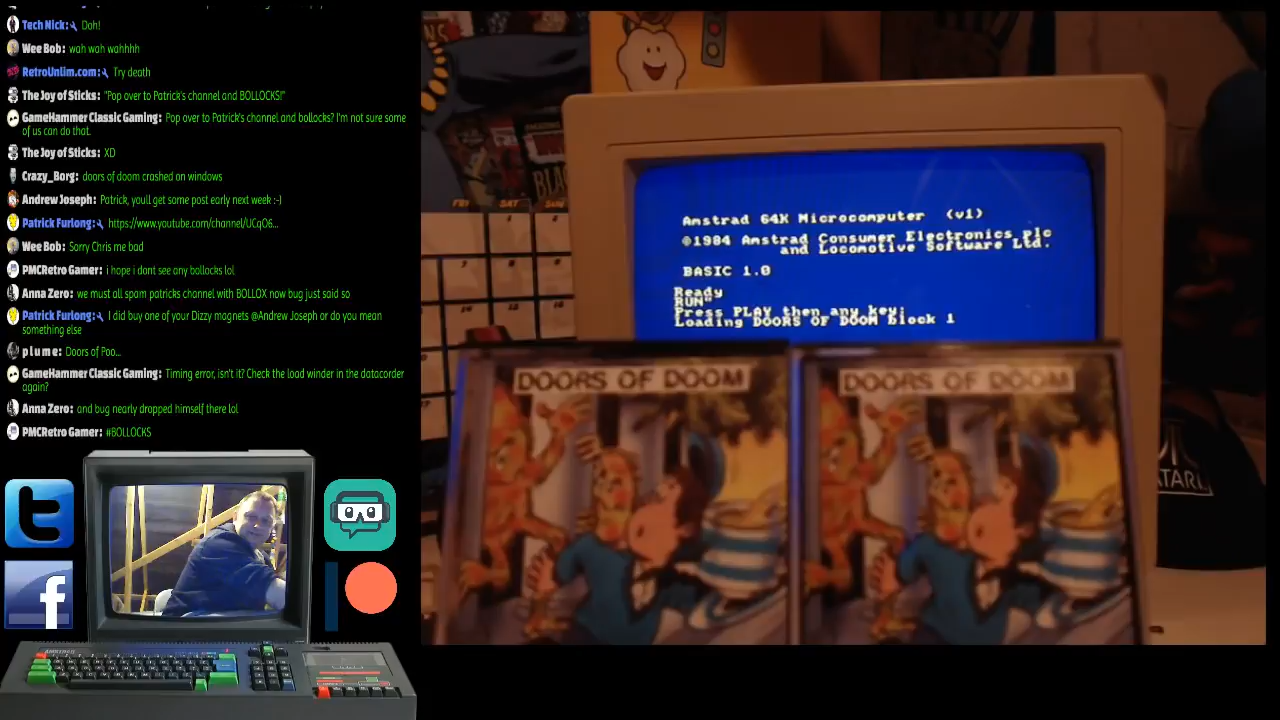 Tech Nick: Doh!
Wee Bob: wah wah wahhhh
RetroUnlim.com: Try death
The Joy of Sticks: "Pop over to Patrick's channel and BOLLOCKS!"
GameHammer Classic Gaming: Pop over to Patrick's channel and bollocks? I'm not sure some
of us can do that.
The Joy of Sticks: XD
Crazy_Borg: doors of doom crashed on windows
Andrew Joseph: Patrick, youll get some post early next week :-)
Patrick Furlong: https://www.youtube.com/channel/UCqO6...
Wee Bob: Sorry Chris me bad
PMCRetro Gamer: i hope i dont see any bollocks lol
Anna Zero: we must all spam patricks channel with BOLLOX now bug just said so
Patrick Furlong: I did buy one of your Dizzy magnets @Andrew Joseph or do you mean
something else
plume: Doors of Poo...
GameHammer Classic Gaming: Timing error, isn't it? Check the load winder in the datacorder
again?
Anna Zero: and bug nearly dropped himself there lol
PMCRetro Gamer: #BOLLOCKS
FRI SAT SUN
Amstrad 64K Microcomputer (v1)
©1984 Amstrad Consumer Electronics plc
and Locomotive Software Ltd.
BASIC 1.0
Ready
RUN"
Press PLAY then any key:
Loading DOORS OF DOOM block 1
DOORS OF DOOM
DOORS OF DOOM
ATARI
AMSTRAD